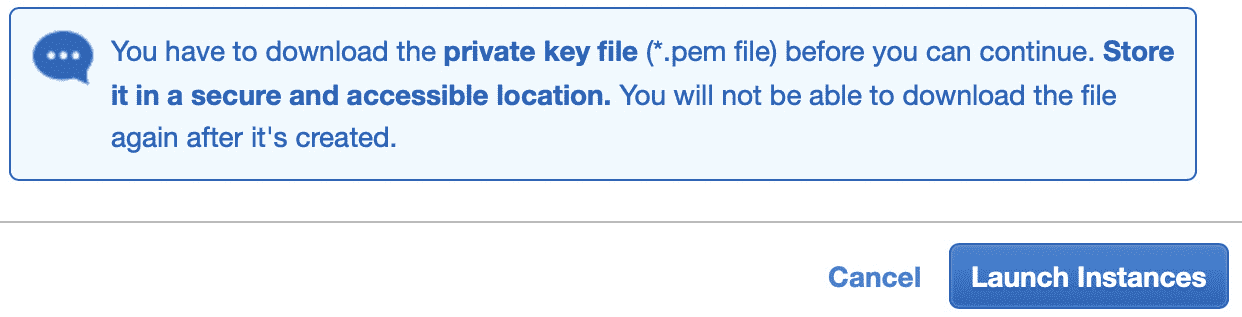 You have to download the private key file (*.pem file) before you can continue. Store
it in a secure and accessible location. You will not be able to download the file
again after it's created.
Cancel Launch Instances